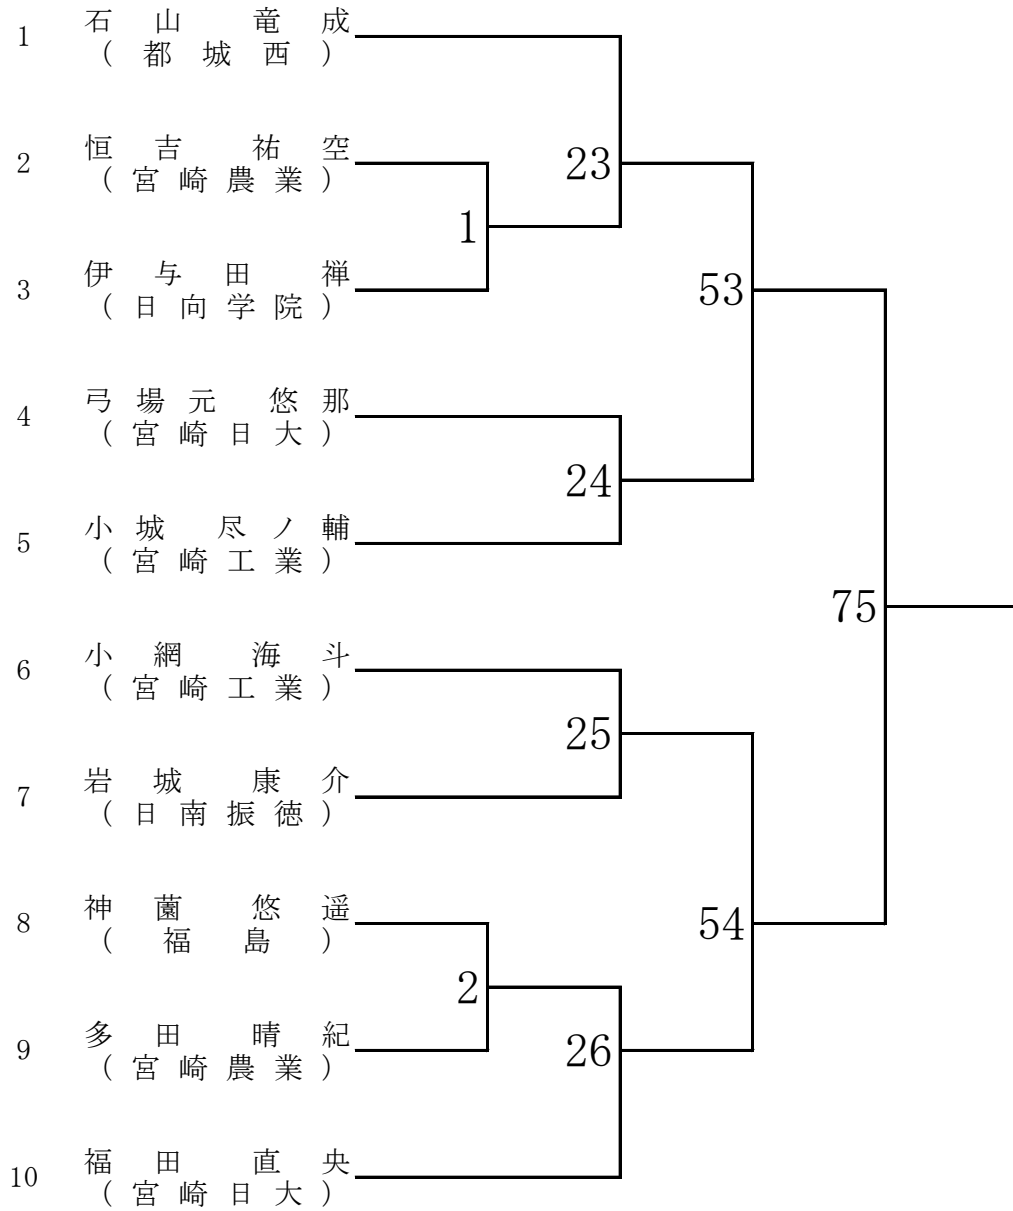 1 石山 竜成
(都城西)
2 恒吉 祐空
(宮崎農業)
1
3 伊与田 禅
(日向学院)
23
4 弓場元 悠那
(宮崎日大)
24
5 小城 尽ノ輔
(宮崎工業)
53
6 小網 海斗
(宮崎工業)
25
7 岩城 康介
(日南振徳)
8 神薗 悠遥
(福島)
2
9 多田 晴紀
(宮崎農業)
26
10 福田 直央
(宮崎日大)
54
75